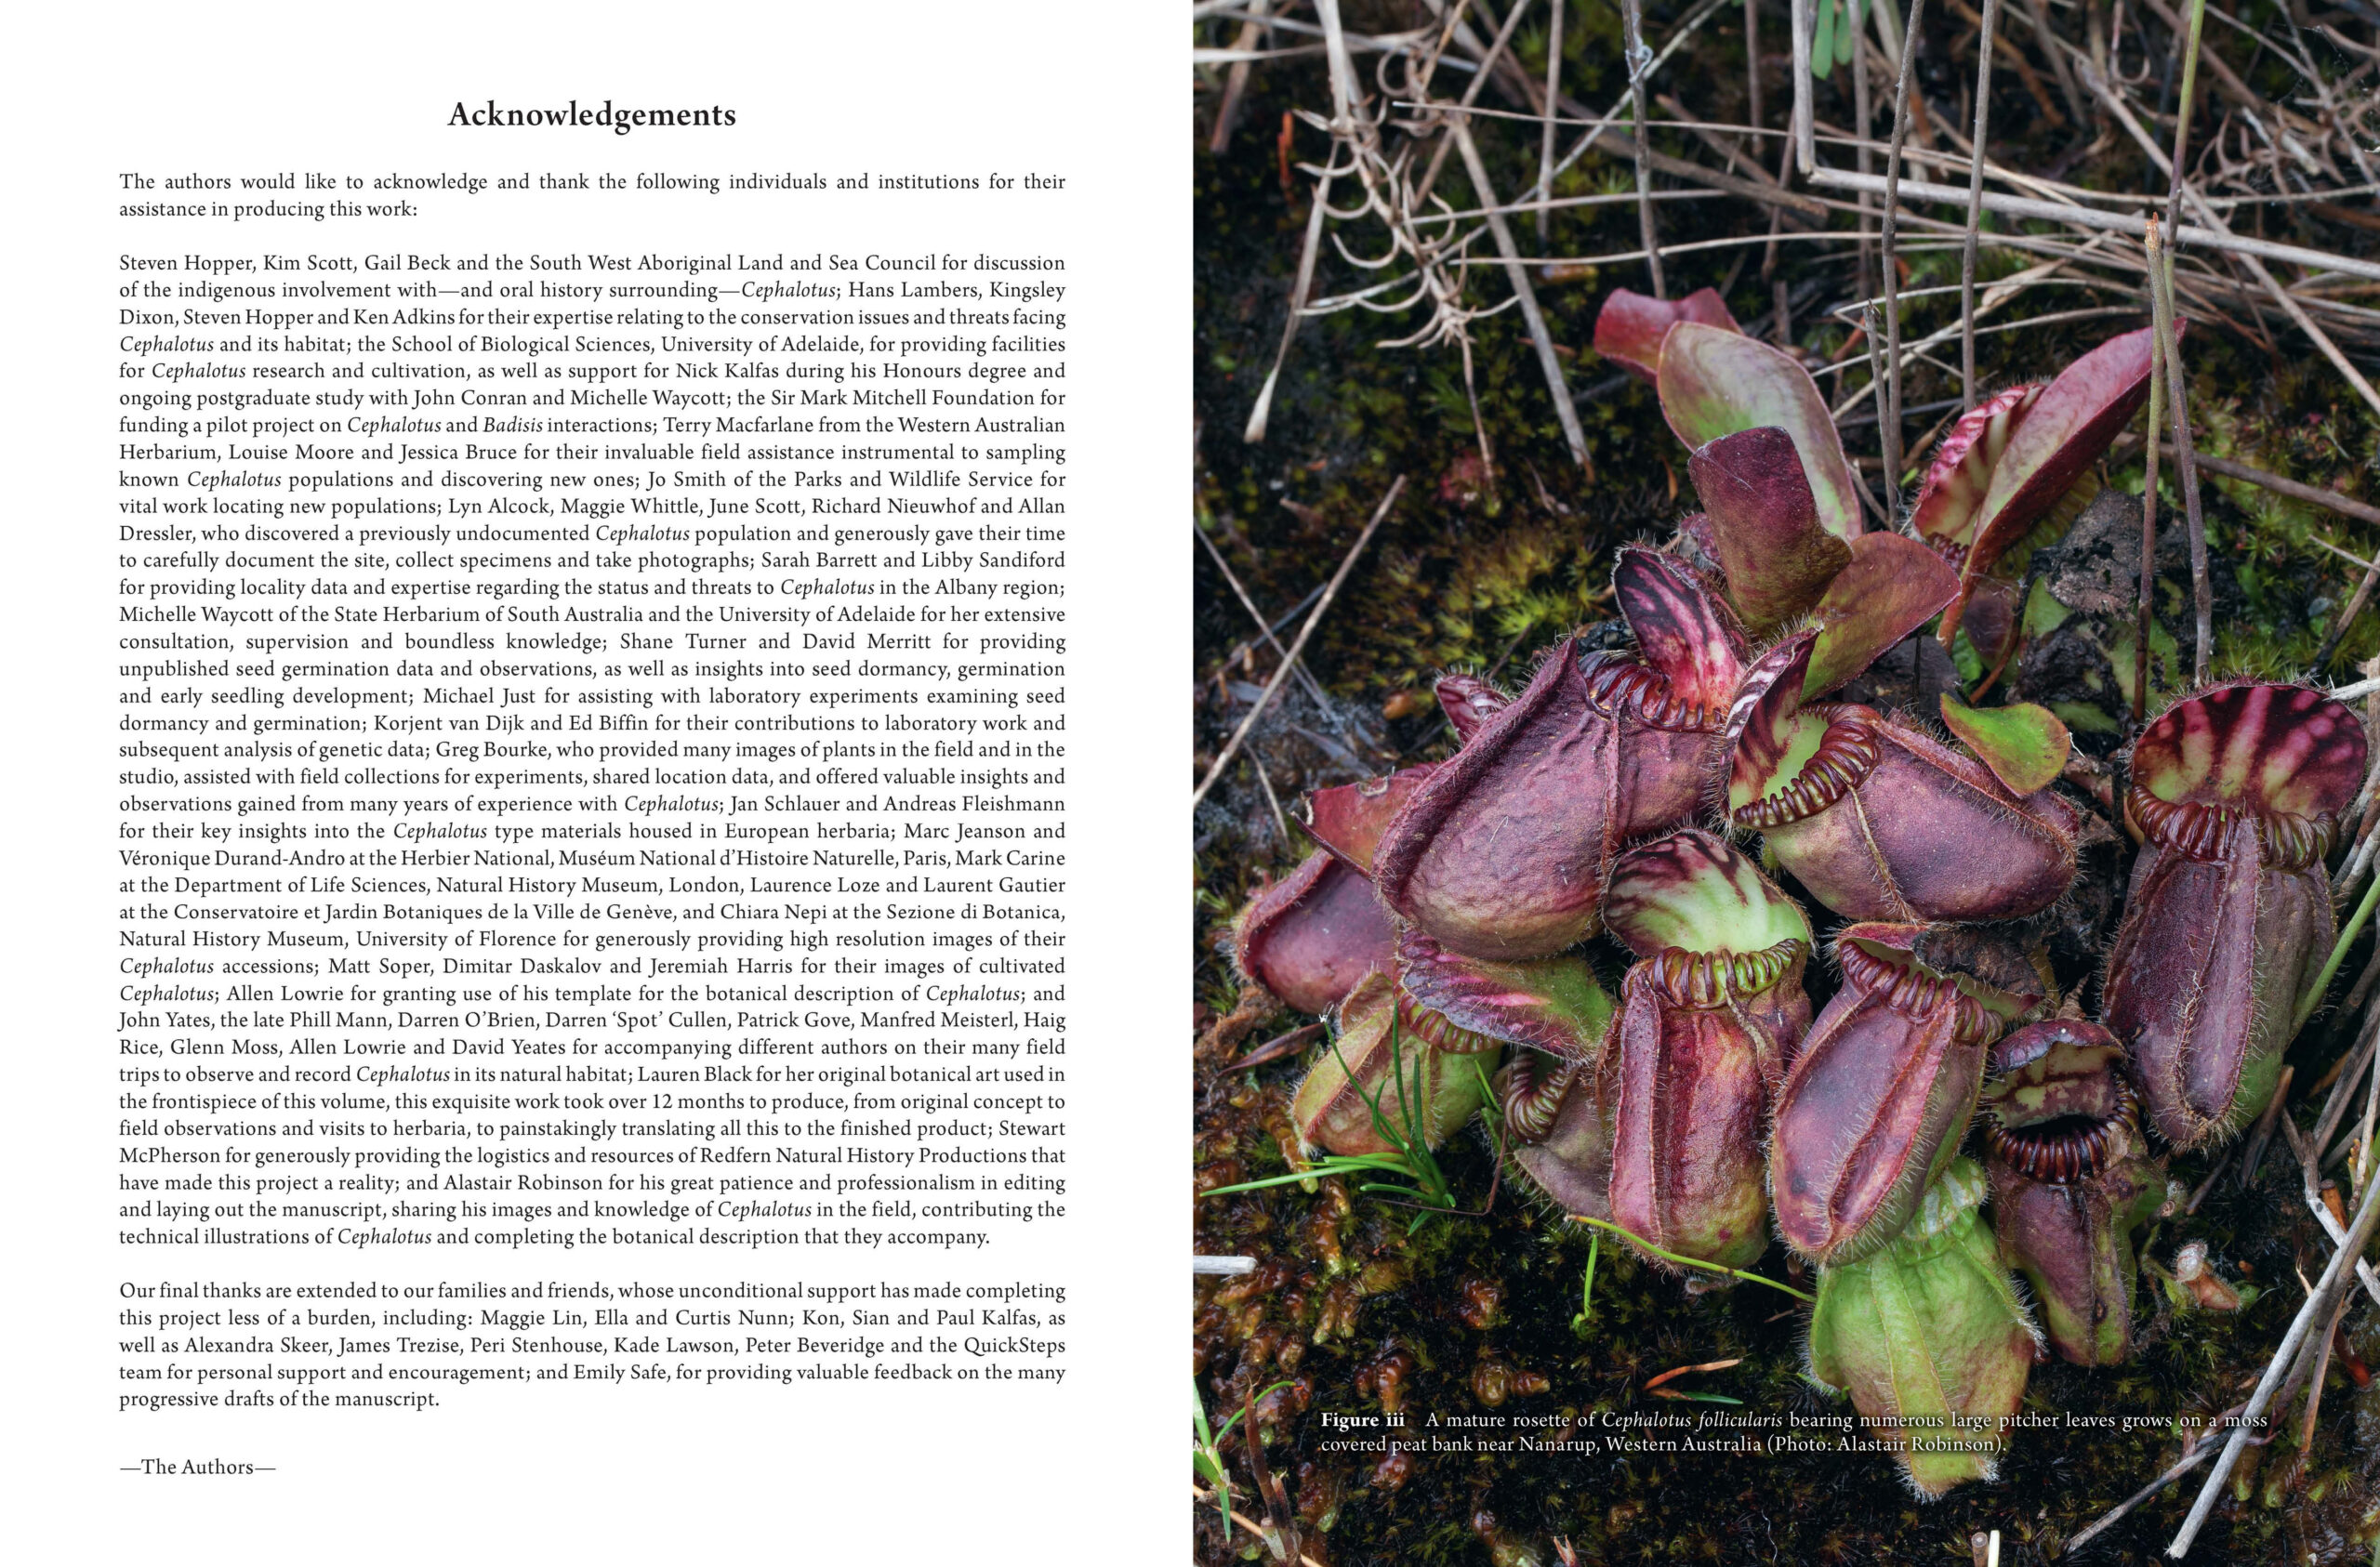 Acknowledgements
The authors would like to acknowledge and thank the following individuals and institutions for their
assistance in producing this work:
Steven Hopper, Kim Scott, Gail Beck and the South West Aboriginal Land and Sea Council for discussion
of the indigenous involvement with—and oral history surrounding—Cephalotus; Hans Lambers, Kingsley
Dixon, Steven Hopper and Ken Adkins for their expertise relating to the conservation issues and threats facing
Cephalotus and its habitat; the School of Biological Sciences, University of Adelaide, for providing facilities
for Cephalotus research and cultivation, as well as support for Nick Kalfas during his Honours degree and
ongoing postgraduate study with John Conran and Michelle Waycott; the Sir Mark Mitchell Foundation for
funding a pilot project on Cephalotus and Badisis interactions; Terry Macfarlane from the Western Australian
Herbarium, Louise Moore and Jessica Bruce for their invaluable field assistance instrumental to sampling
known Cephalotus populations and discovering new ones; Jo Smith of the Parks and Wildlife Service for
vital work locating new populations; Lyn Alcock, Maggie Whittle, June Scott, Richard Nieuwhof and Allan
Dressler, who discovered a previously undocumented Cephalotus population and generously gave their time
to carefully document the site, collect specimens and take photographs; Sarah Barrett and Libby Sandiford
for providing locality data and expertise regarding the status and threats to Cephalotus in the Albany region;
Michelle Waycott of the State Herbarium of South Australia and the University of Adelaide for her extensive
consultation, supervision and boundless knowledge; Shane Turner and David Merritt for providing
unpublished seed germination data and observations, as well as insights into seed dormancy, germination
and early seedling development; Michael Just for assisting with laboratory experiments examining seed
dormancy and germination; Korjent van Dijk and Ed Biffin for their contributions to laboratory work and
subsequent analysis of genetic data; Greg Bourke, who provided many images of plants in the field and in the
studio, assisted with field collections for experiments, shared location data, and offered valuable insights and
observations gained from many years of experience with Cephalotus; Jan Schlauer and Andreas Fleishmann
for their key insights into the Cephalotus type materials housed in European herbaria; Marc Jeanson and
Véronique Durand-Andro at the Herbier National, Muséum National d’Histoire Naturelle, Paris, Mark Carine
at the Department of Life Sciences, Natural History Museum, London, Laurence Loze and Laurent Gautier
at the Conservatoire et Jardin Botaniques de la Ville de Genève, and Chiara Nepi at the Sezione di Botanica,
Natural History Museum, University of Florence for generously providing high resolution images of their
Cephalotus accessions; Matt Soper, Dimitar Daskalov and Jeremiah Harris for their images of cultivated
Cephalotus; Allen Lowrie for granting use of his template for the botanical description of Cephalotus; and
John Yates, the late Phill Mann, Darren O’Brien, Darren ‘Spot’ Cullen, Patrick Gove, Manfred Meisterl, Haig
Rice, Glenn Moss, Allen Lowrie and David Yeates for accompanying different authors on their many field
trips to observe and record Cephalotus in its natural habitat; Lauren Black for her original botanical art used in
the frontispiece of this volume, this exquisite work took over 12 months to produce, from original concept to
field observations and visits to herbaria, to painstakingly translating all this to the finished product; Stewart
McPherson for generously providing the logistics and resources of Redfern Natural History Productions that
have made this project a reality; and Alastair Robinson for his great patience and professionalism in editing
and laying out the manuscript, sharing his images and knowledge of Cephalotus in the field, contributing the
technical illustrations of Cephalotus and completing the botanical description that they accompany.
Our final thanks are extended to our families and friends, whose unconditional support has made completing
this project less of a burden, including: Maggie Lin, Ella and Curtis Nunn; Kon, Sian and Paul Kalfas, as
well as Alexandra Skeer, James Trezise, Peri Stenhouse, Kade Lawson, Peter Beveridge and the QuickSteps
team for personal support and encouragement; and Emily Safe, for providing valuable feedback on the many
progressive drafts of the manuscript.
—The Authors—
Figure iii A mature rosette of Cephalotus follicularis bearing numerous large pitcher leaves grows on a moss
covered peat bank near Nanarup, Western Australia (Photo: Alastair Robinson).